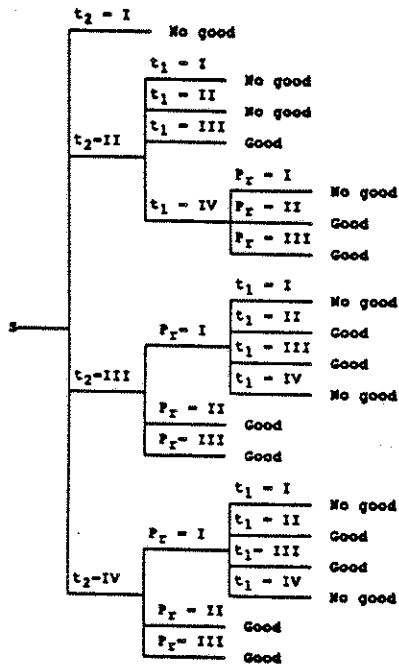 t2 = I No good
t1 = I No good
t1 = II No good
t1 = III Good
t2=II
Pr = I No good
t1 = IV Pr = II Good
Pr = III Good
t1 = I No good
t1 = II Good
Pr= I
t1 = III Good
S
t1 = IV No good
t2=III
Pr = II Good
Pr= III Good
t1 = I No good
t1 = II Good
Pr = I
t1= III Good
t1 = IV No good
t2=IV
Pr = II Good
Pr= III Good